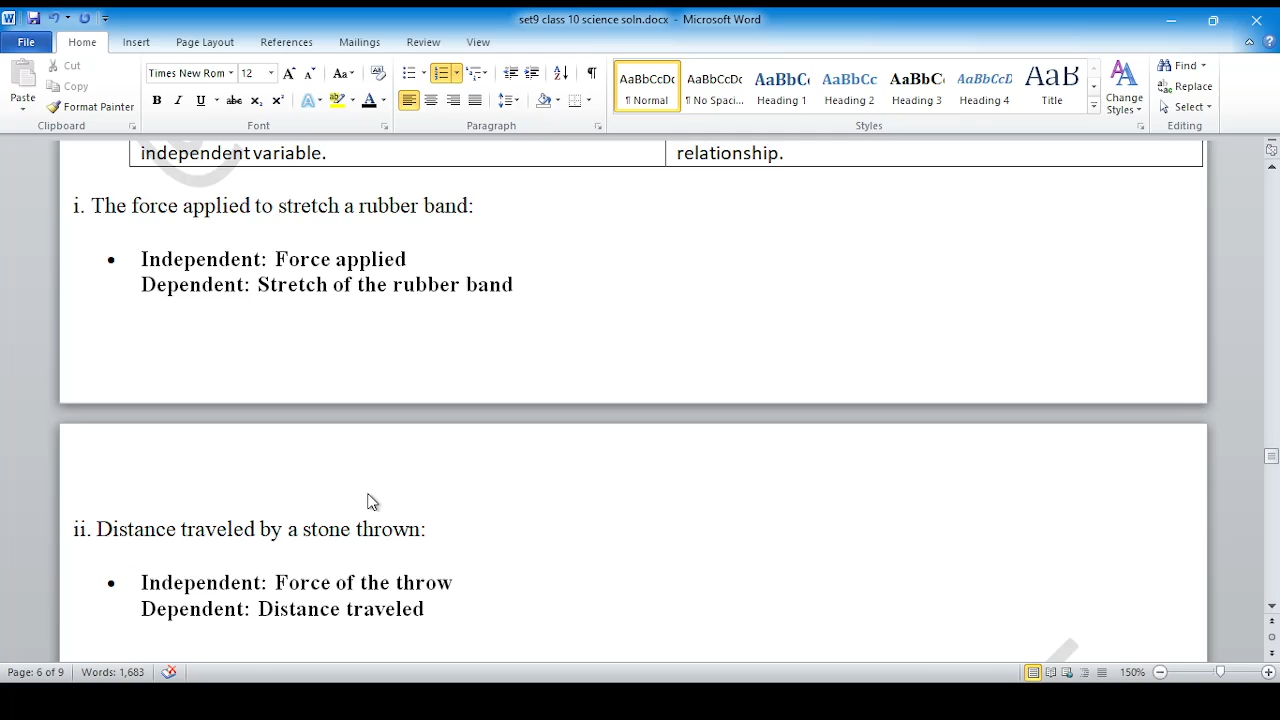 set9 class 10 science soln.docx - Microsoft Word
File Home Insert Page Layout References Mailings Review View
Paste
Cut
Copy
Format Painter
Clipboard
Times New Rom 12
Font
Paragraph
AaBbCcDc AaBbCcDc AaBbC AaBbCc AaBbC AaBbCcD AaB
¶ Normal ¶ No Spaci... Heading 1 Heading 2 Heading 3 Heading 4 Title
Change
Styles
Styles
Find
Replace
Select
Editing
independent variable. relationship.
i. The force applied to stretch a rubber band:
• Independent: Force applied
Dependent: Stretch of the rubber band
ii. Distance traveled by a stone thrown:
• Independent: Force of the throw
Dependent: Distance traveled
Page: 6 of 9 Words: 1,683 150%